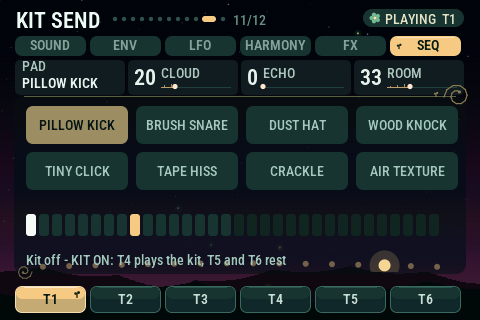 KIT SEND 11/12 PLAYING T1
SOUND ENV LFO HARMONY FX SEQ
PAD
PILLOW KICK 20 CLOUD 0 ECHO 33 ROOM
PILLOW KICK BRUSH SNARE DUST HAT WOOD KNOCK
TINY CLICK TAPE HISS CRACKLE AIR TEXTURE
Kit off - KIT ON: T4 plays the kit, T5 and T6 rest
T1 T2 T3 T4 T5 T6